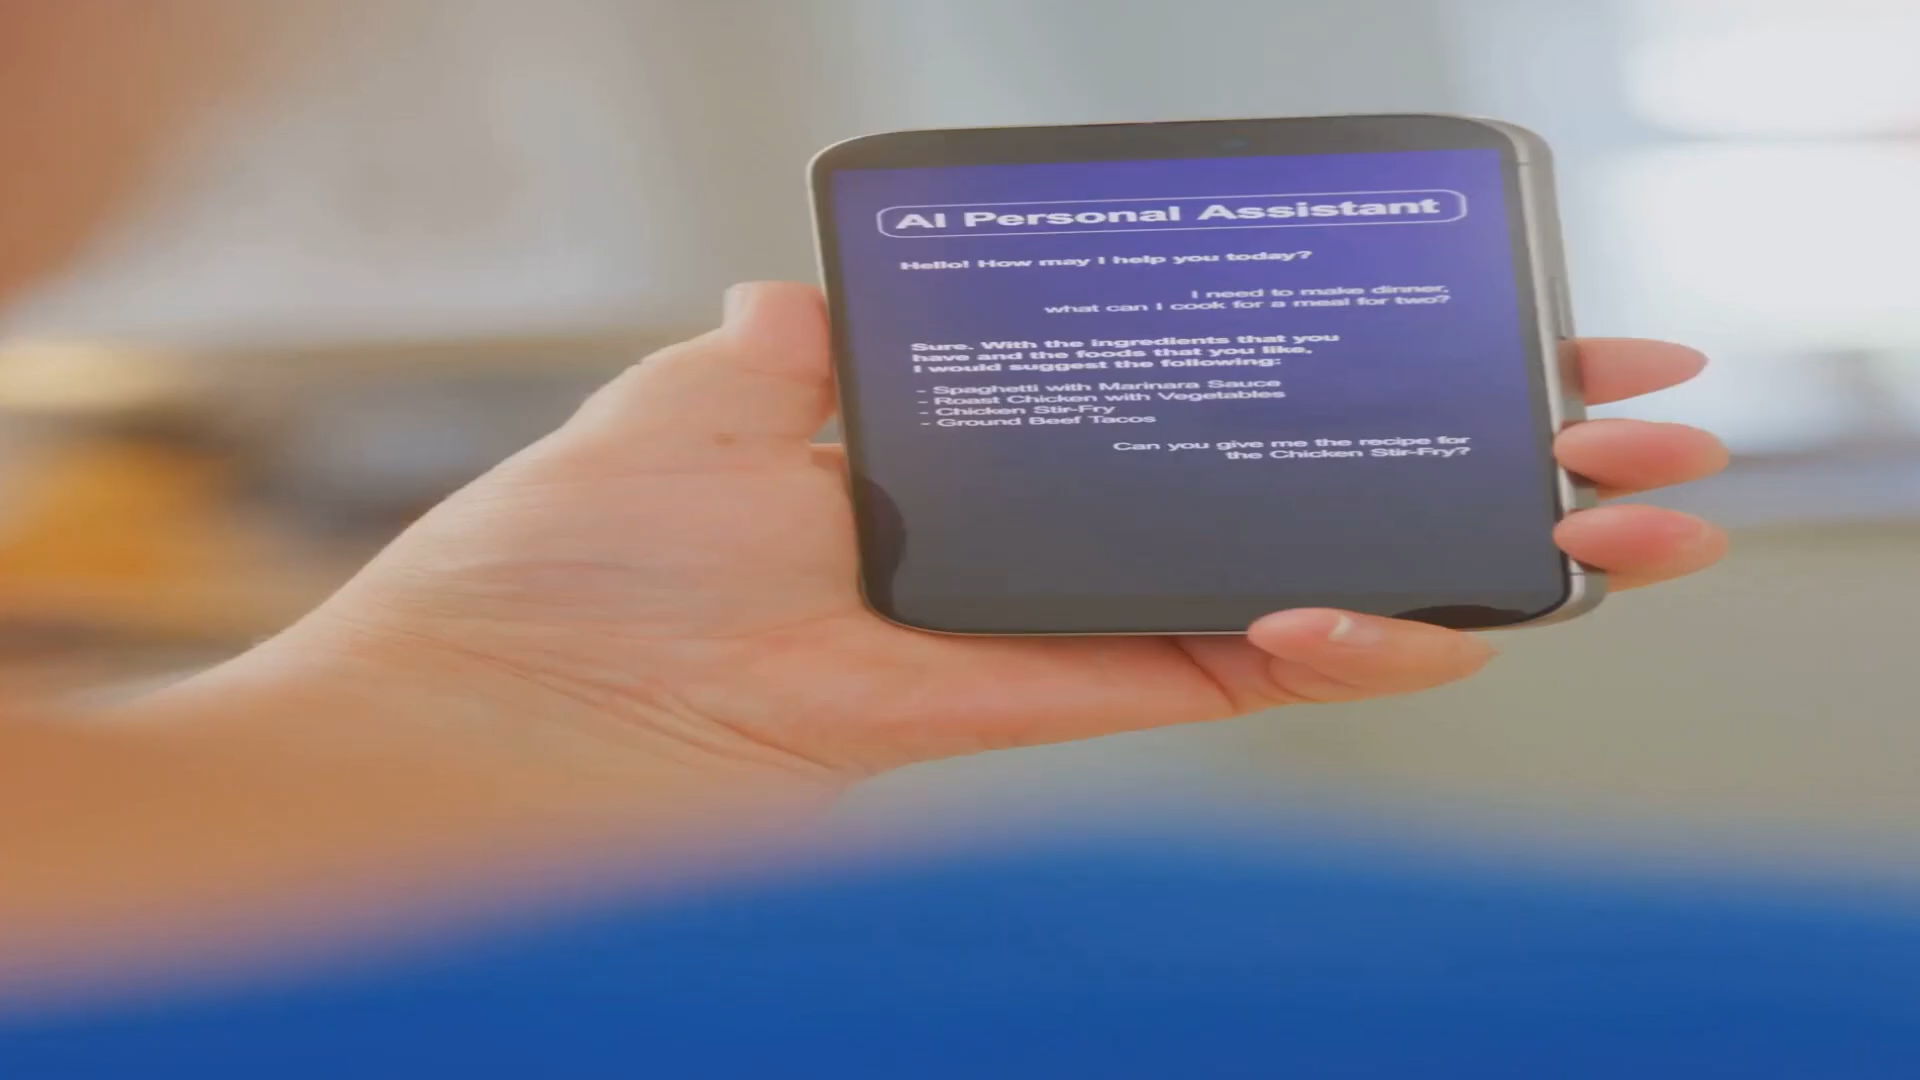 AI Personal Assistant
Hello! How may I help you today?
I need to make dinner,
what can I cook for a meal for two?
Sure. With the ingredients that you
have and the foods that you like,
I would suggest the following:
- Spaghetti with Marinara Sauce
- Roast Chicken with Vegetables
- Chicken Stir-Fry
- Ground Beef Tacos
Can you give me the recipe for
the Chicken Stir-Fry?